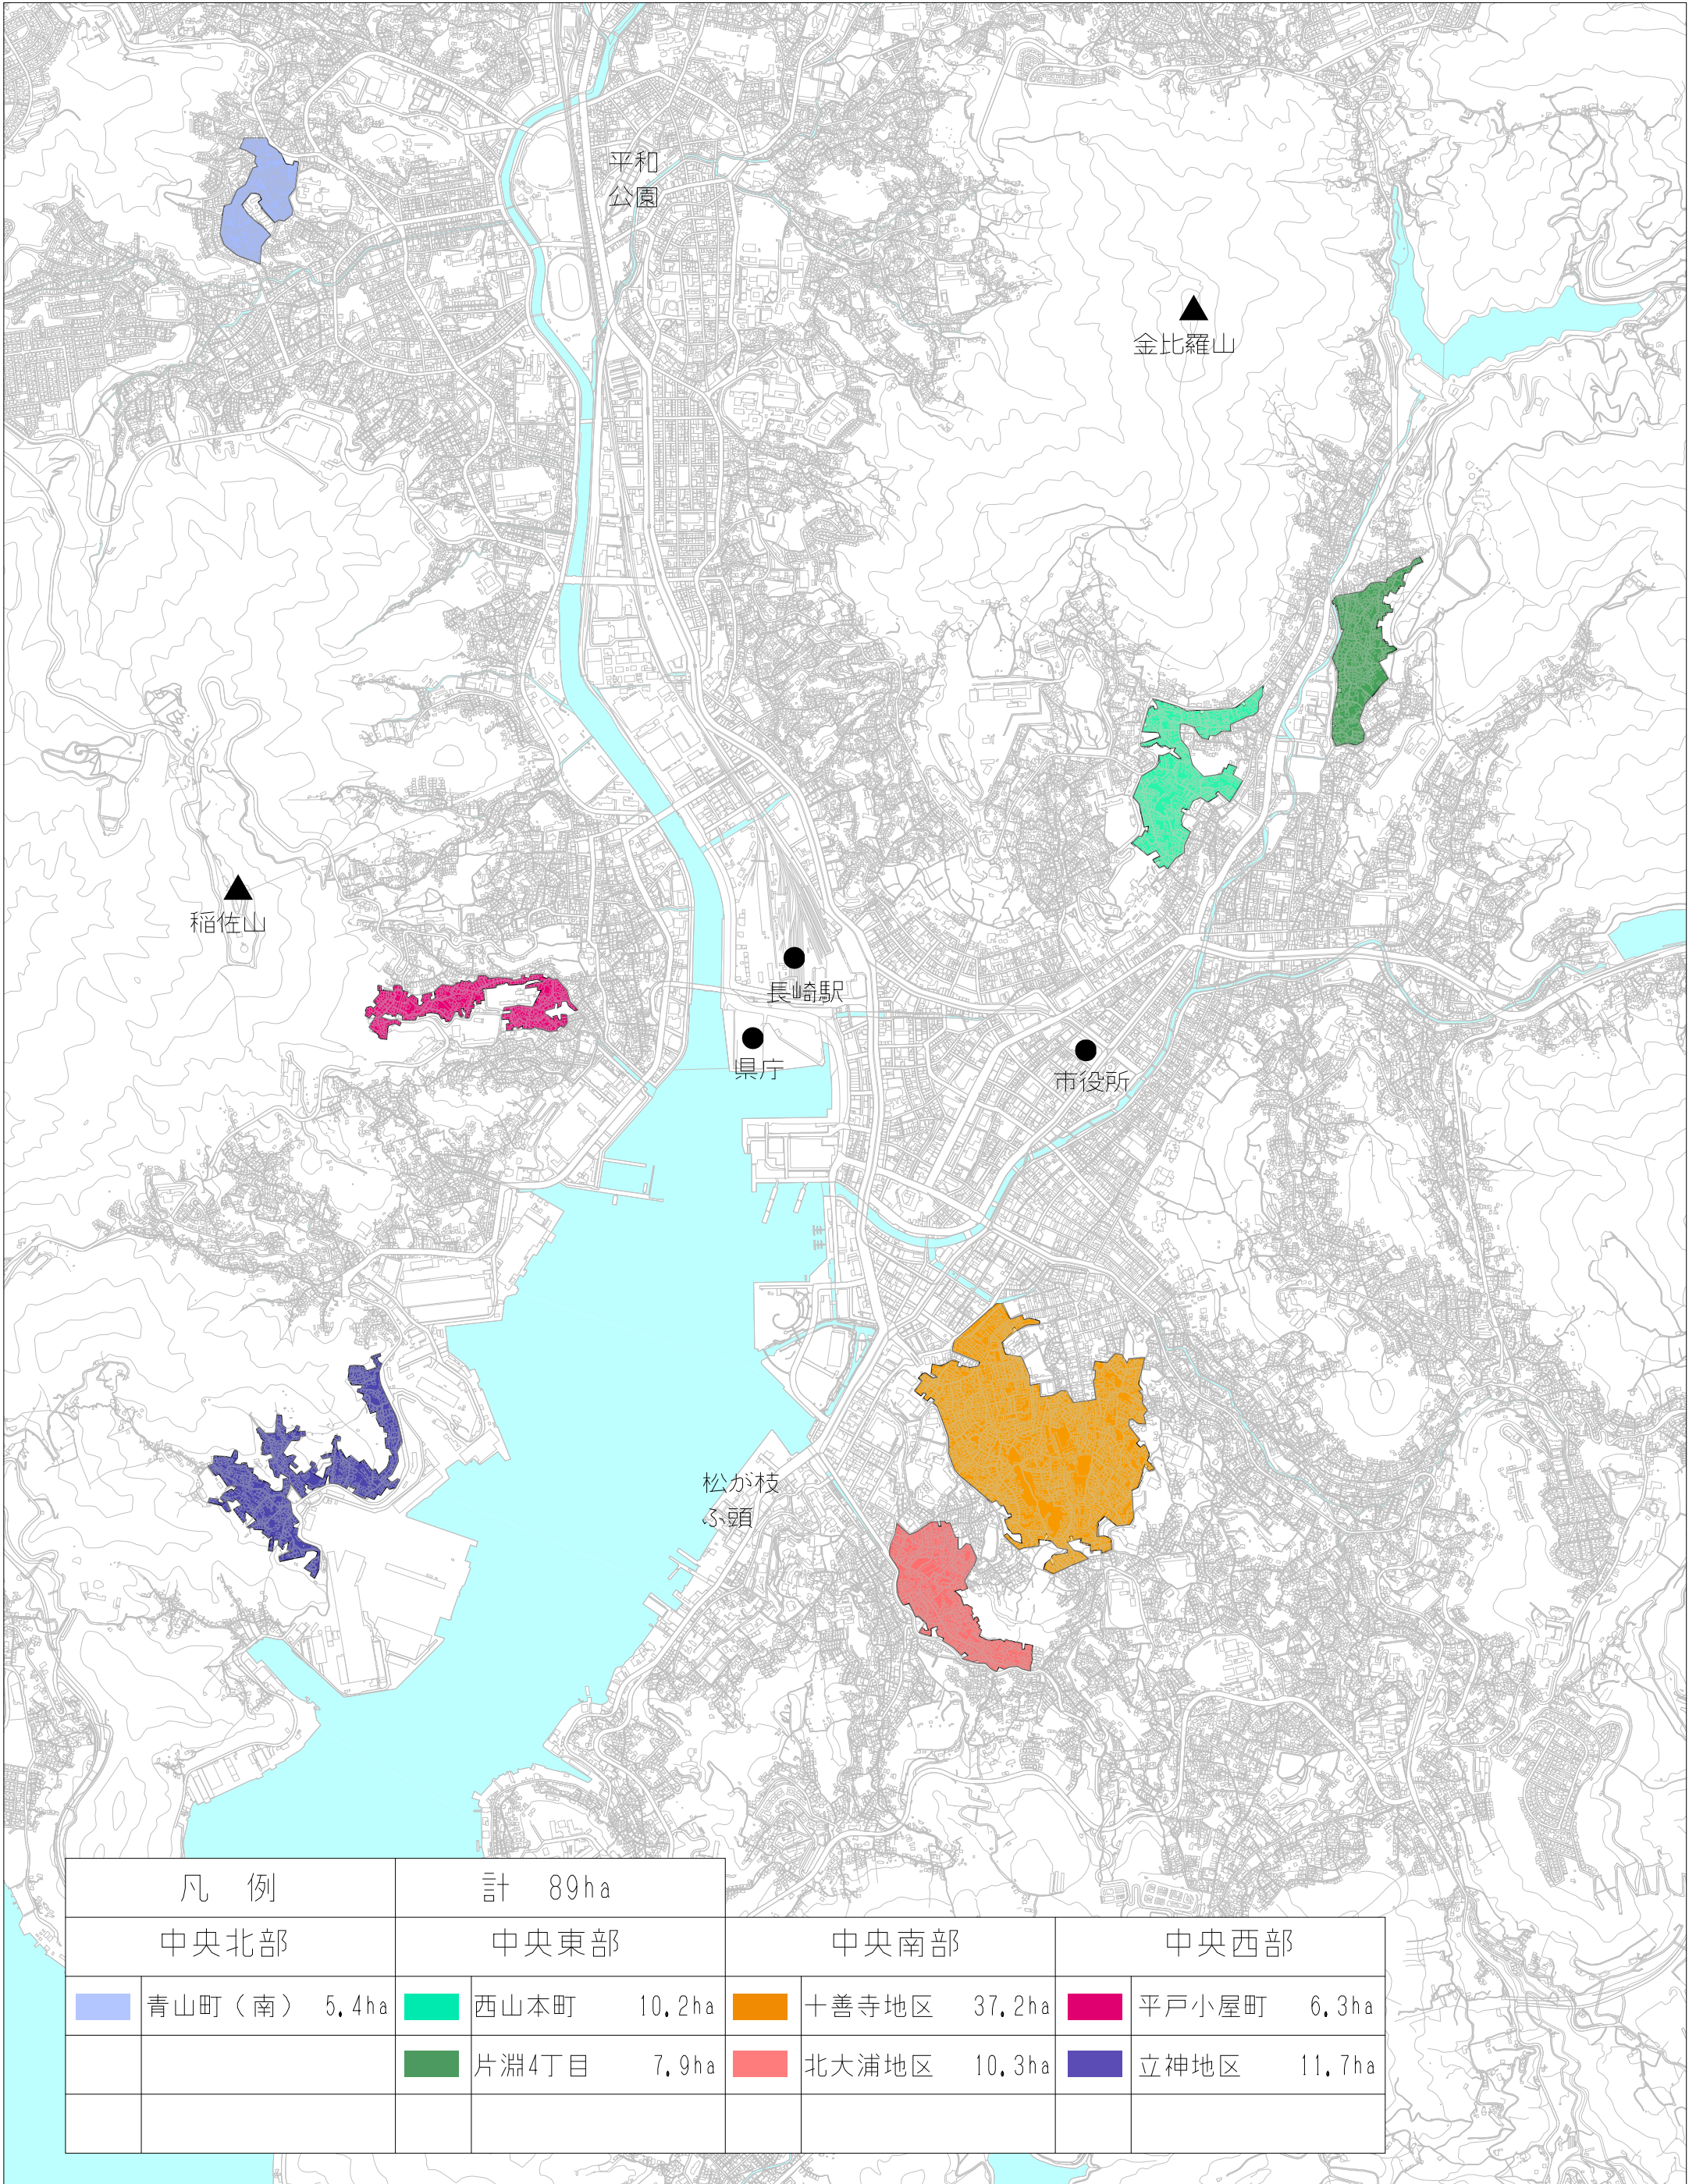 平和
公園
金比羅山
稲佐山
長崎駅
県庁
市役所
松が枝
ふ頭
凡 例
計 89ha
中央北部
中央東部
中央南部
中央西部
青山町（南） 5.4ha
西山本町 10.2ha
十善寺地区 37.2ha
平戸小屋町 6.3ha
片淵4丁目 7.9ha
北大浦地区 10.3ha
立神地区 11.7ha